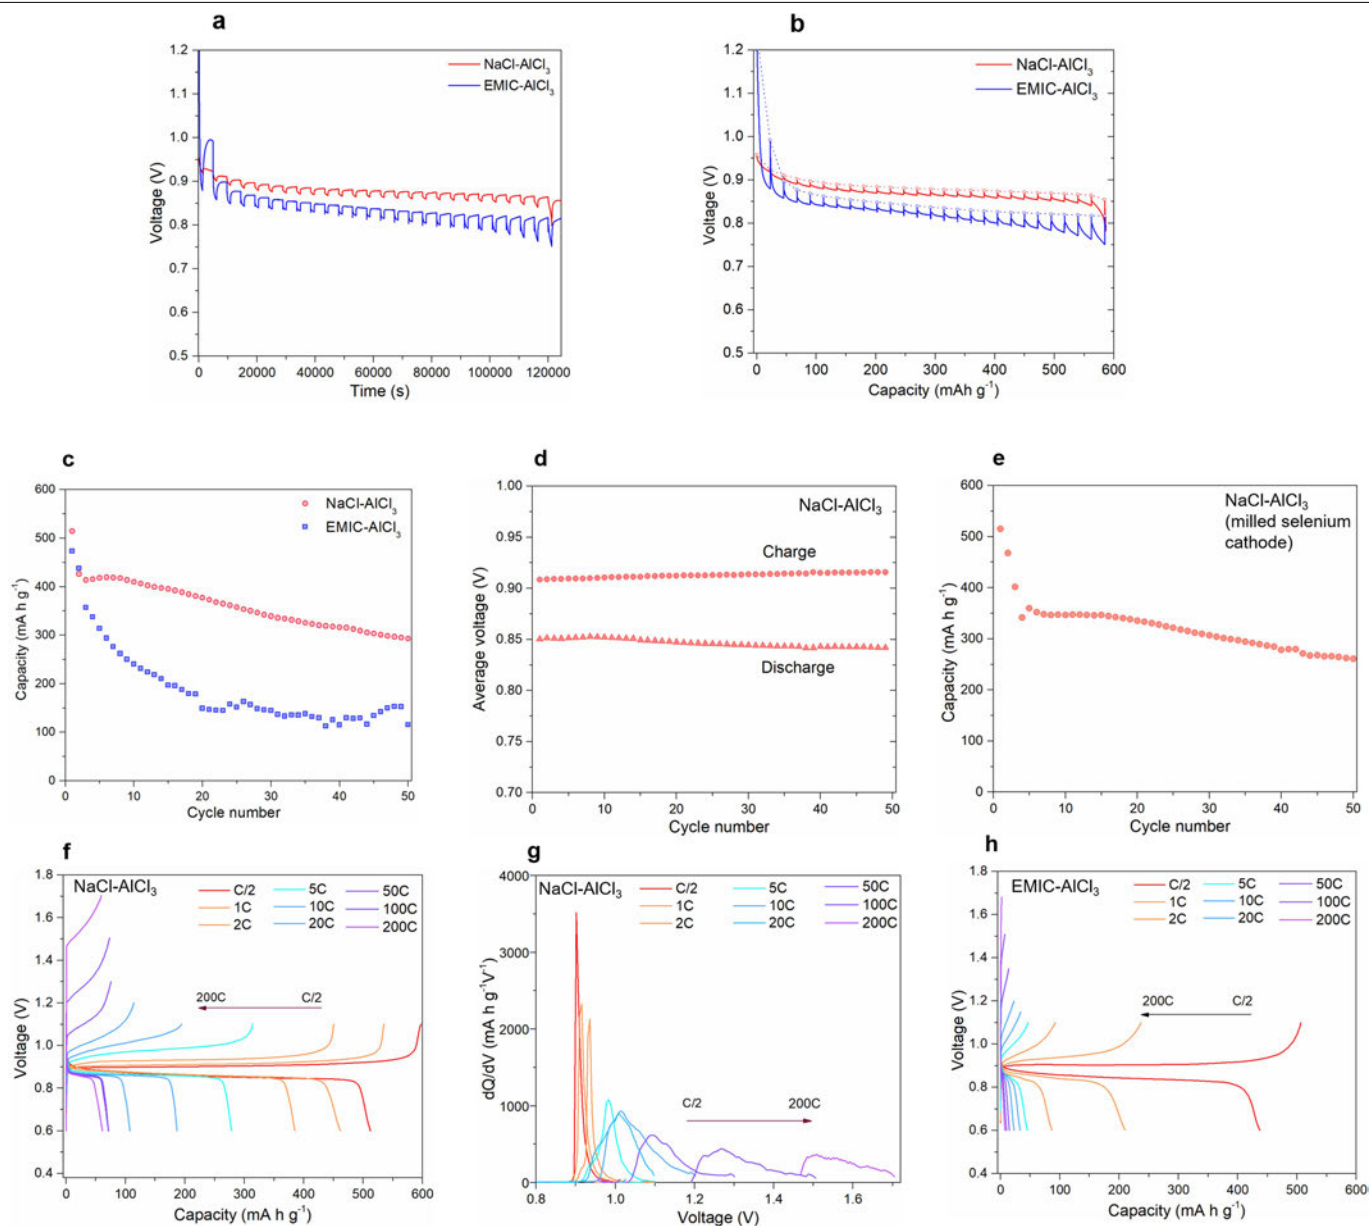 a
1.2
1.1
1.0
0.9
0.8
0.7
0.6
0.5
Voltage (V)
NaCl-AlCl₃
EMIC-AlCl₃
0 20000 40000 60000 80000 100000 120000
Time (s)
b
1.2
1.1
1.0
0.9
0.8
0.7
0.6
0.5
Voltage (V)
NaCl-AlCl₃
EMIC-AlCl₃
0 100 200 300 400 500 600
Capacity (mAh g⁻¹)
c
600
500
400
300
200
100
0
Capacity (mA h g⁻¹)
NaCl-AlCl₃
EMIC-AlCl₃
0 10 20 30 40 50
Cycle number
d
1.00
0.95
0.90
0.85
0.80
0.75
0.70
Average voltage (V)
NaCl-AlCl₃
Charge
Discharge
0 10 20 30 40 50
Cycle number
e
600
500
400
300
200
100
0
Capacity (mA h g⁻¹)
NaCl-AlCl₃
(milled selenium
cathode)
0 10 20 30 40 50
Cycle number
f
1.8
1.6
1.4
1.2
1.0
0.8
0.6
0.4
Voltage (V)
NaCl-AlCl₃
C/2 5C 50C
1C 10C 100C
2C 20C 200C
200C C/2
0 100 200 300 400 500 600
Capacity (mA h g⁻¹)
g
4000
3000
2000
1000
0
dQ/dV (mA h g⁻¹V⁻¹)
NaCl-AlCl₃
C/2 5C 50C
1C 10C 100C
2C 20C 200C
C/2 200C
0.8 1.0 1.2 1.4 1.6
Voltage (V)
h
1.8
1.6
1.4
1.2
1.0
0.8
0.6
0.4
Voltage (V)
EMIC-AlCl₃
C/2 5C 50C
1C 10C 100C
2C 20C 200C
200C C/2
0 100 200 300 400 500 600
Capacity (mA h g⁻¹)